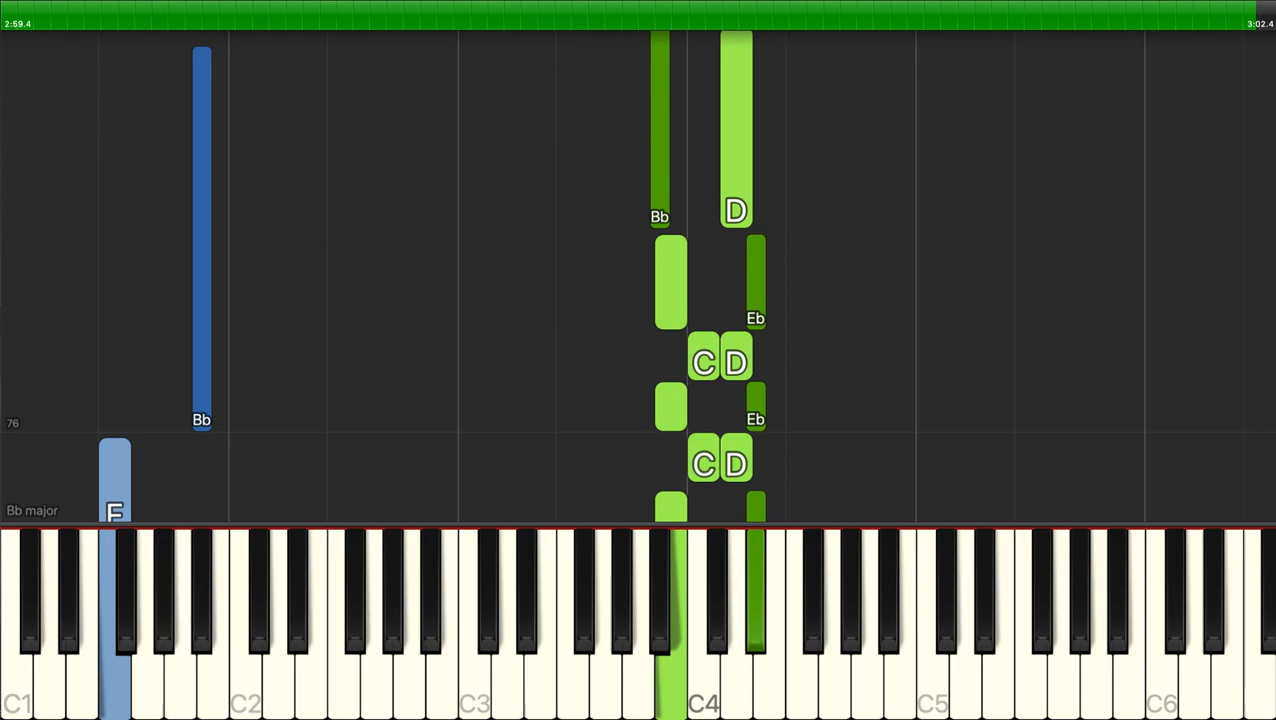 2:59.4 3:02.4
Bb D
Eb
C D
76 Bb Eb
C D
Bb major F
C1 C2 C3 C4 C5 C6